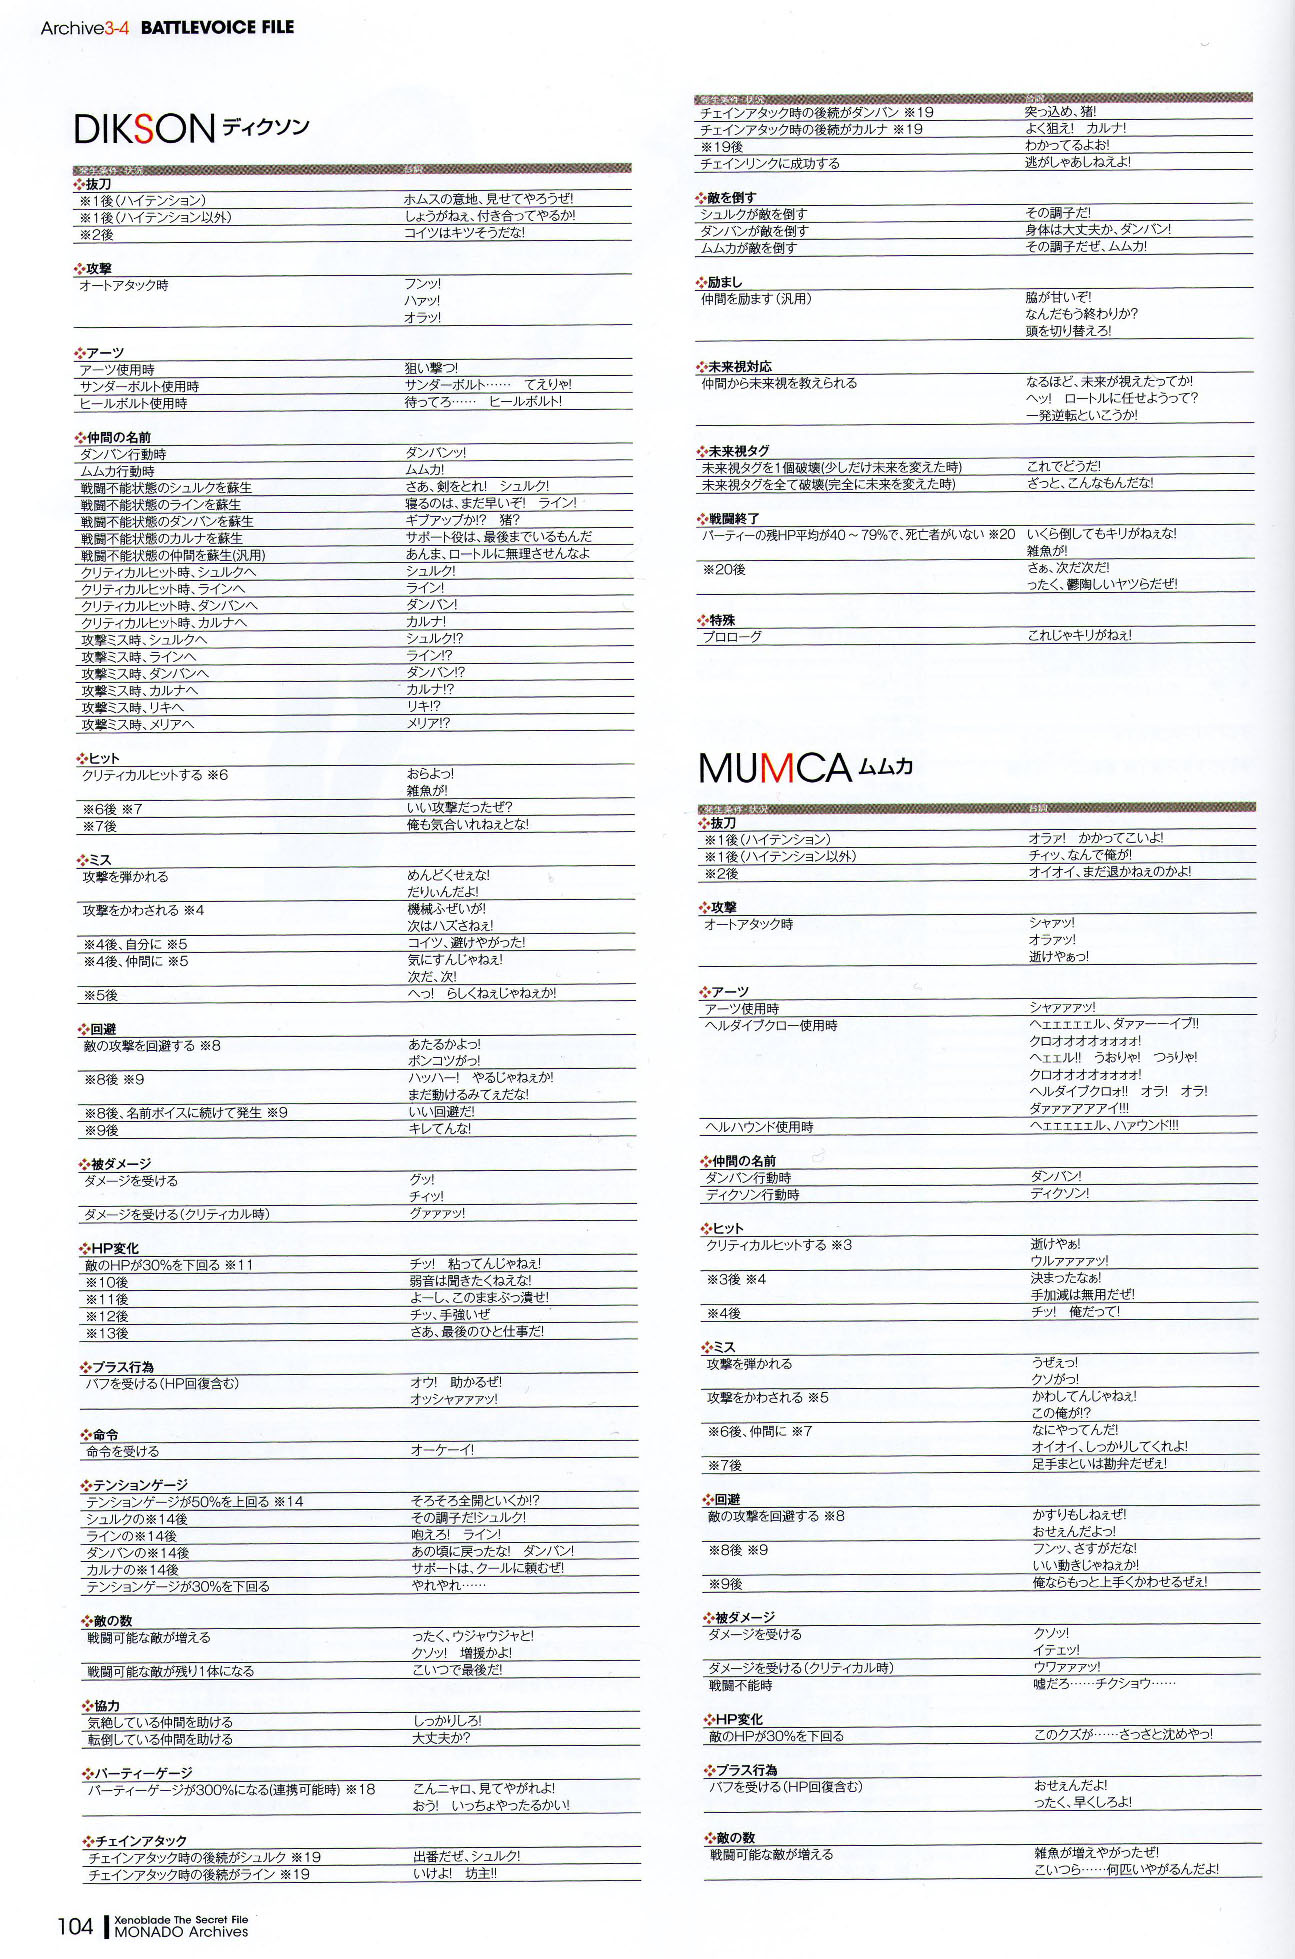 Archive3-4 BATTLEVOICE FILE
DIKSON ディクソン
発生条件・状況 台詞
抜刀
※1後(ハイテンション) ホムスの意地、見せてやろうぜ!
※1後(ハイテンション以外) しょうがねぇ、付き合ってやるか!
※2後 コイツはキツそうだな!
攻撃
オートアタック時 フンッ!
ハァッ!
オラッ!
アーツ
アーツ使用時 狙い撃つ!
サンダーボルト使用時 サンダーボルト…… てえりゃ!
ヒールボルト使用時 待ってろ…… ヒールボルト!
仲間の名前
ダンバン行動時 ダンバンッ!
ムムカ行動時 ムムカ!
戦闘不能状態のシュルクを蘇生 さあ、剣をとれ! シュルク!
戦闘不能状態のラインを蘇生 寝るのは、まだ早いぞ! ライン!
戦闘不能状態のダンバンを蘇生 ギブアップか!? 猪?
戦闘不能状態のカルナを蘇生 サポート役は、最後までいるもんだ
戦闘不能状態の仲間を蘇生(汎用) あんま、ロートルに無理させんなよ
クリティカルヒット時、シュルクへ シュルク!
クリティカルヒット時、ラインへ ライン!
クリティカルヒット時、ダンバンへ ダンバン!
クリティカルヒット時、カルナへ カルナ!
攻撃ミス時、シュルクへ シュルク!?
攻撃ミス時、ラインへ ライン!?
攻撃ミス時、ダンバンへ ダンバン!?
攻撃ミス時、カルナへ カルナ!?
攻撃ミス時、リキへ リキ!?
攻撃ミス時、メリアへ メリア!?
ヒット
クリティカルヒットする ※6 おらよっ!
雑魚が!
※6後 ※7 いい攻撃だったぜ?
※7後 俺も気合いれねぇとな!
ミス
攻撃を弾かれる めんどくせぇな!
だりぃんだよ!
攻撃をかわされる ※4 機械ふぜいが!
次はハズさねぇ!
※4後、自分に ※5 コイツ、避けやがった!
※4後、仲間に ※5 気にすんじゃねぇ!
次だ、次!
※5後 へっ! らしくねぇじゃねぇか!
回避
敵の攻撃を回避する ※8 あたるかよっ!
ポンコツがっ!
※8後 ※9 ハッハー! やるじゃねぇか!
まだ動けるみてぇだな!
※8後、名前ボイスに続けて発生 ※9 いい回避だ!
※9後 キレてんな!
被ダメージ
ダメージを受ける グッ!
チィッ!
ダメージを受ける(クリティカル時) グァァァッ!
HP変化
敵のHPが30%を下回る ※11 チッ! 粘ってんじゃねぇ!
※10後 弱音は聞きたくねえな!
※11後 よーし、このままぶっ潰せ!
※12後 チッ、手強いぜ
※13後 さあ、最後のひと仕事だ!
プラス行為
バフを受ける(HP回復含む) オウ! 助かるぜ!
オッシャァァァッ!
命令
命令を受ける オーケーイ!
テンションゲージ
テンションゲージが50%を上回る ※14 そろそろ全開といくか!?
シュルクの※14後 その調子だ!シュルク!
ラインの※14後 咆えろ! ライン!
ダンバンの※14後 あの頃に戻ったな! ダンバン!
カルナの※14後 サポートは、クールに頼むぜ!
テンションゲージが30%を下回る やれやれ……
敵の数
戦闘可能な敵が増える ったく、ウジャウジャと!
クソッ! 増援かよ!
戦闘可能な敵が残り1体になる こいつで最後だ!
協力
気絶している仲間を助ける しっかりしろ!
転倒している仲間を助ける 大丈夫か?
パーティーゲージ
パーティーゲージが300%になる(連携可能時) ※18 こんニャロ、見てやがれよ!
おう! いっちょやったるかい!
チェインアタック
チェインアタック時の後続がシュルク ※19 出番だぜ、シュルク!
チェインアタック時の後続がライン ※19 いけよ! 坊主!!
発生条件・状況 台詞
チェインアタック時の後続がダンバン ※19 突っ込め、猪!
チェインアタック時の後続がカルナ ※19 よく狙え! カルナ!
※19後 わかってるよお!
チェインリンクに成功する 逃がしゃあしねえよ!
敵を倒す
シュルクが敵を倒す その調子だ!
ダンバンが敵を倒す 身体は大丈夫か、ダンバン!
ムムカが敵を倒す その調子だぜ、ムムカ!
励まし
仲間を励ます(汎用) 脇が甘いぞ!
なんだもう終わりか?
頭を切り替えろ!
未来視対応
仲間から未来視を教えられる なるほど、未来が視えたってか!
ヘッ! ロートルに任せようって?
一発逆転といこうか!
未来視タグ
未来視タグを1個破壊(少しだけ未来を変えた時) これでどうだ!
未来視タグを全て破壊(完全に未来を変えた時) ざっと、こんなもんだな!
戦闘終了
パーティーの残HP平均が40～79%で、死亡者がいない ※20 いくら倒してもキリがねぇな!
雑魚が!
※20後 さぁ、次だ次だ!
ったく、鬱陶しいヤツらだぜ!
特殊
プロローグ これじゃキリがねぇ!
MUMCA ムムカ
発生条件・状況 台詞
抜刀
※1後(ハイテンション) オラァ! かかってこいよ!
※1後(ハイテンション以外) チィッ、なんで俺が!
※2後 オイオイ、まだ退かねぇのかよ!
攻撃
オートアタック時 シャァッ!
オラァッ!
逝けやぁっ!
アーツ
アーツ使用時 シャァァァッ!
ヘルダイブクロー使用時 ヘェェェェェル、ダァァーーイブ!!
クロオオオオォォォォ!
ヘェェル!! うおりゃ! つぅりゃ!
クロオオオオォォォォ!
ヘルダイブクロォ!! オラ! オラ!
ダァァァアアアイ!!!
ヘルハウンド使用時 ヘェェェェェル、ハァウンド!!!
仲間の名前
ダンバン行動時 ダンバン!
ディクソン行動時 ディクソン!
ヒット
クリティカルヒットする ※3 逝けやぁ!
ウルァァァァッ!
※3後 ※4 決まったなぁ!
手加減は無用だぜ!
※4後 チッ! 俺だって!
ミス
攻撃を弾かれる うぜぇっ!
クソがっ!
攻撃をかわされる ※5 かわしてんじゃねぇ!
この俺が!?
※6後、仲間に ※7 なにやってんだ!
オイオイ、しっかりしてくれよ!
※7後 足手まといは勘弁だぜぇ!
回避
敵の攻撃を回避する ※8 かすりもしねぇぜ!
おせぇんだよっ!
※8後 ※9 フンッ、さすがだな!
いい動きじゃねぇか!
※9後 俺ならもっと上手くかわせるぜぇ!
被ダメージ
ダメージを受ける クソッ!
イテェッ!
ダメージを受ける(クリティカル時) ウワァァァッ!
戦闘不能時 嘘だろ……チクショウ……
HP変化
敵のHPが30%を下回る このクズが……さっさと沈めやっ!
プラス行為
バフを受ける(HP回復含む) おせぇんだよ!
ったく、早くしろよ!
敵の数
戦闘可能な敵が増える 雑魚が増えやがったぜ!
こいつら……何匹いやがるんだよ!
104 Xenoblade The Secret File
MONADO Archives